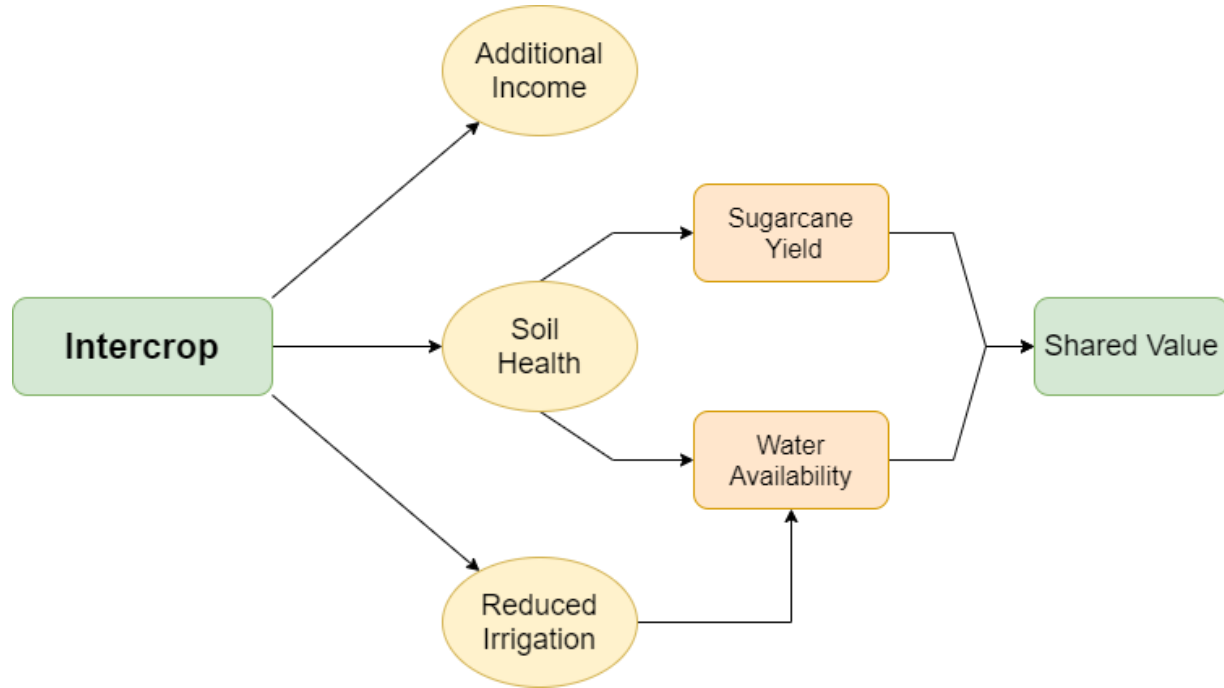 Additional
Income
Sugarcane
Yield
Intercrop
Soil
Health
Shared Value
Water
Availability
Reduced
Irrigation